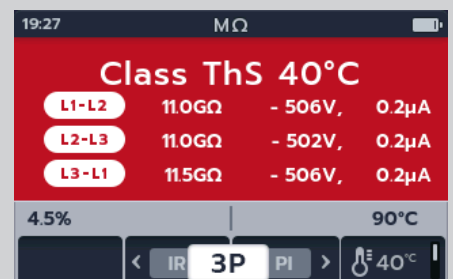 19:27 MΩ
Class ThS 40°C
L1-L2 11.0GΩ - 506V, 0.2µA
L2-L3 11.0GΩ - 502V, 0.2µA
L3-L1 11.5GΩ - 506V, 0.2µA
4.5% 90°C
< IR 3P PI > 40°C